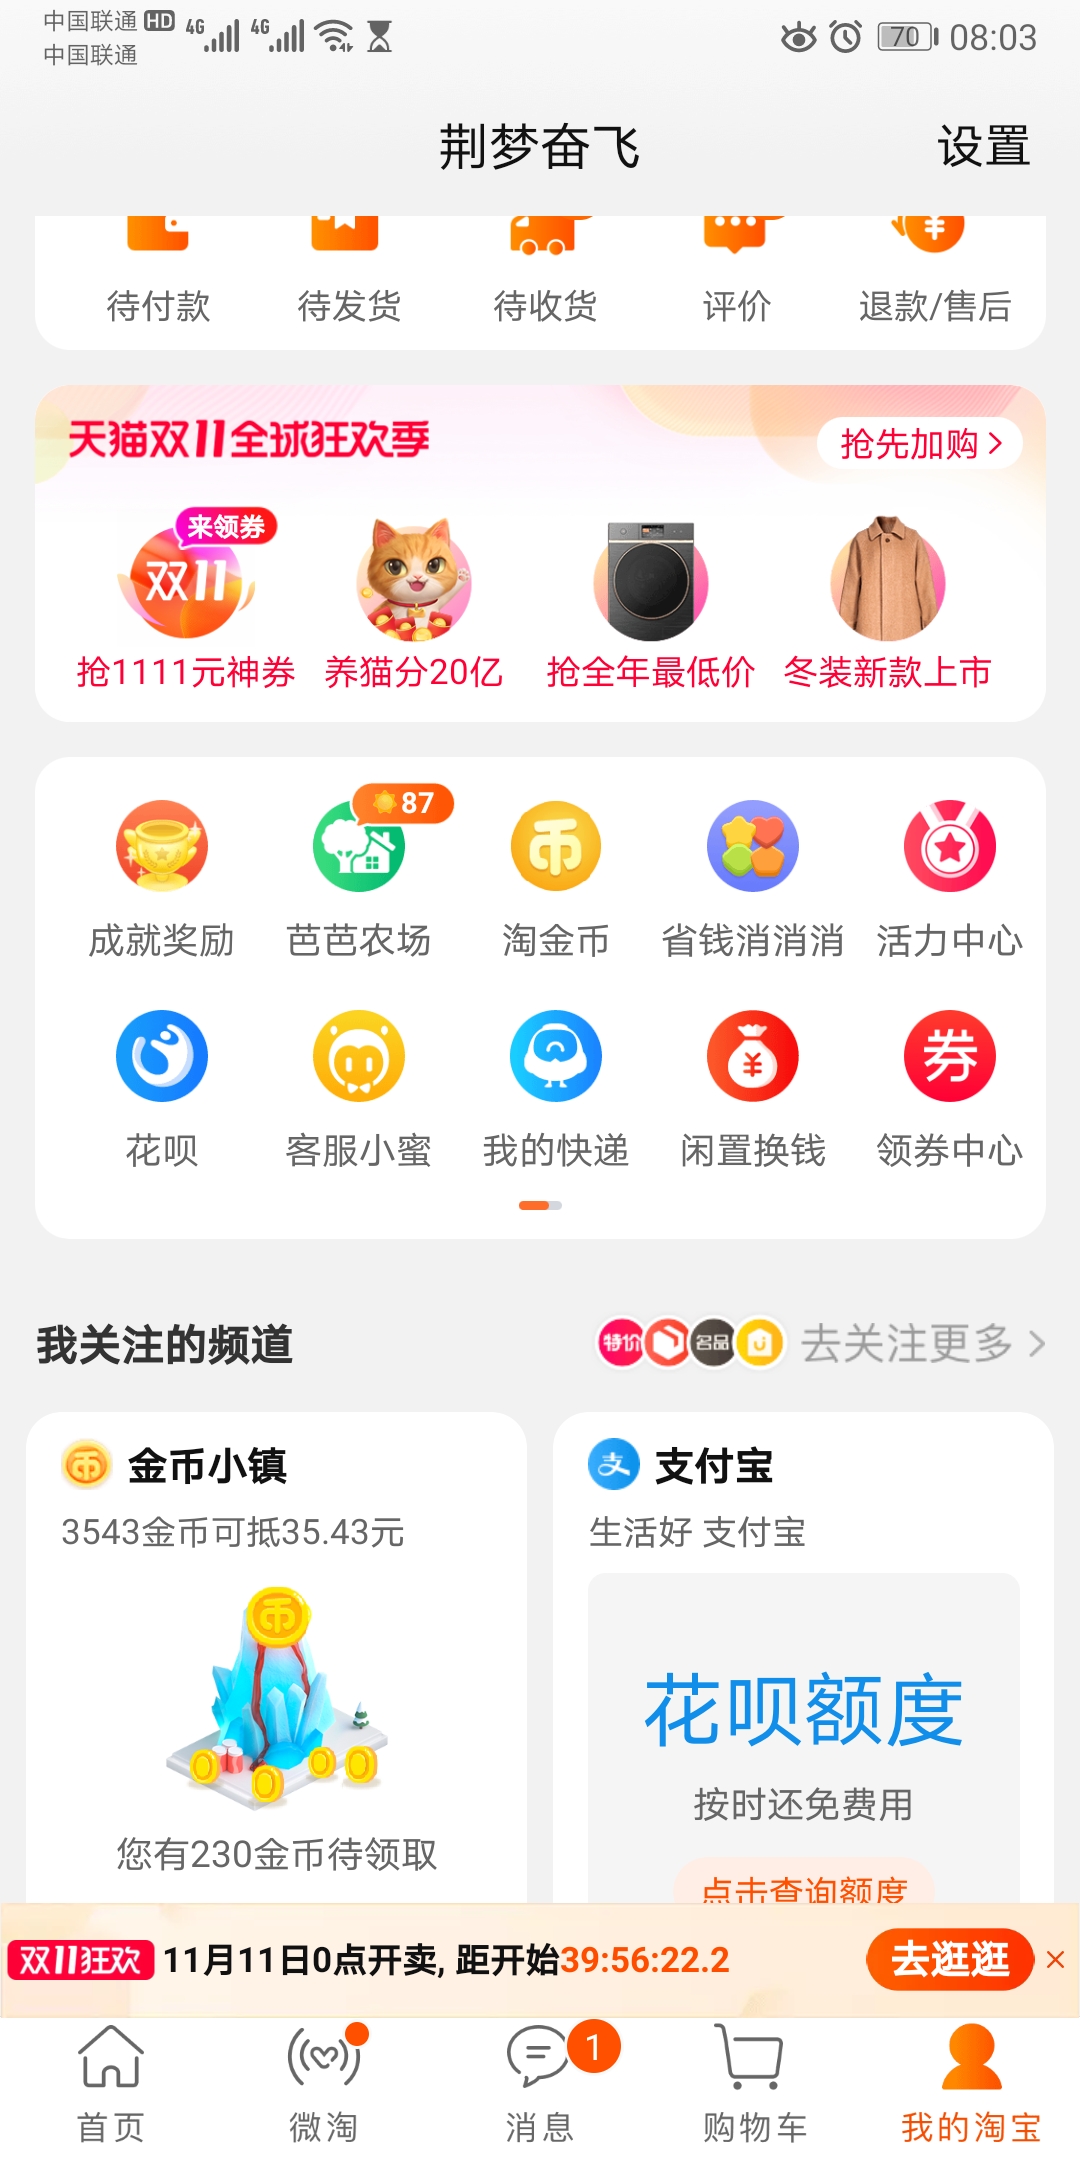 中国联通 HD 4G 4G 70 08:03
中国联通
荆梦奋飞 设置
待付款 待发货 待收货 评价 退款/售后
天猫双11全球狂欢季 抢先加购
来领券
双11
抢1111元神券 养猫分20亿 抢全年最低价 冬装新款上市
87
币
成就奖励 芭芭农场 淘金币 省钱消消消 活力中心
券
花呗 客服小蜜 我的快递 闲置换钱 领券中心
我关注的频道 特价 名品 去关注更多
币 金币小镇 支 支付宝
3543金币可抵35.43元 生活好 支付宝
币
花呗额度
按时还免费用
您有230金币待领取
点击查询额度
双11狂欢 11月11日0点开卖, 距开始39:56:22.2 去逛逛
1
首页 微淘 消息 购物车 我的淘宝